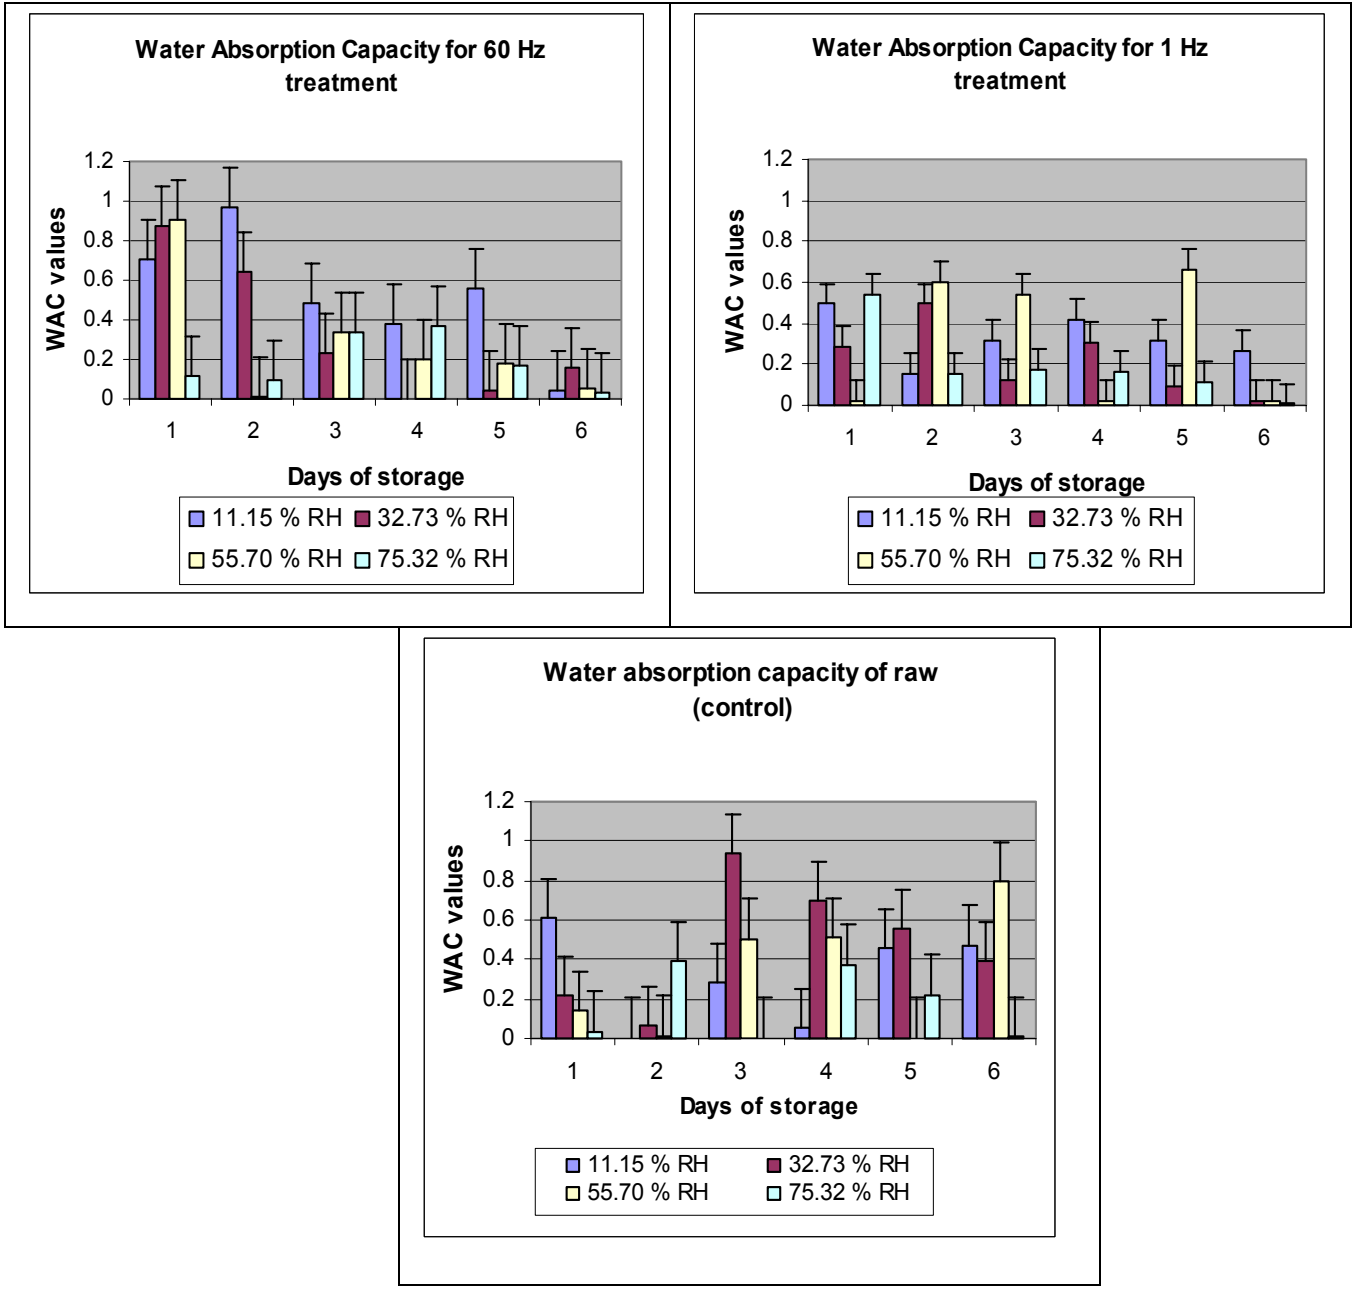 Water Absorption Capacity for 60 Hz
treatment
1.2
1
0.8
0.6
0.4
0.2
0
WAC values
1 2 3 4 5 6
Days of storage
11.15 % RH 32.73 % RH
55.70 % RH 75.32 % RH
Water Absorption Capacity for 1 Hz
treatment
1.2
1
0.8
0.6
0.4
0.2
0
WAC values
1 2 3 4 5 6
Days of storage
11.15 % RH 32.73 % RH
55.70 % RH 75.32 % RH
Water absorption capacity of raw
(control)
1.2
1
0.8
0.6
0.4
0.2
0
WAC values
1 2 3 4 5 6
Days of storage
11.15 % RH 32.73 % RH
55.70 % RH 75.32 % RH